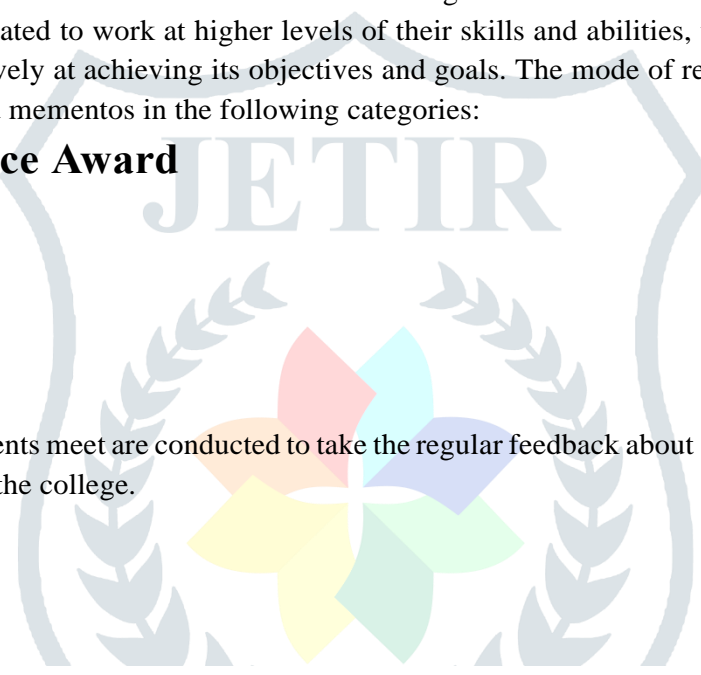 ated to work at higher levels of their skills and abilities,
vely at achieving its objectives and goals. The mode of re
mementos in the following categories:
ce Award
JETIR
ents meet are conducted to take the regular feedback about
the college.